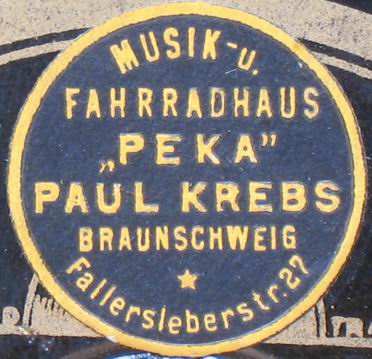 MUSIK-u.
FAHRRADHAUS
„PEKA”
PAUL KREBS
BRAUNSCHWEIG
Fallersleberstr. 27